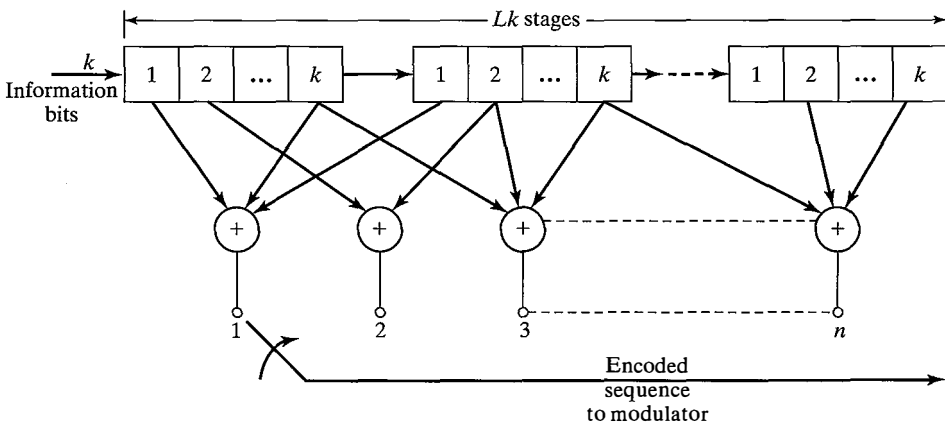 Lk stages
k
Information
bits
1 2 ... k
1 2 ... k
1 2 ... k
+ + + +
1 2 3 n
Encoded
sequence
to modulator